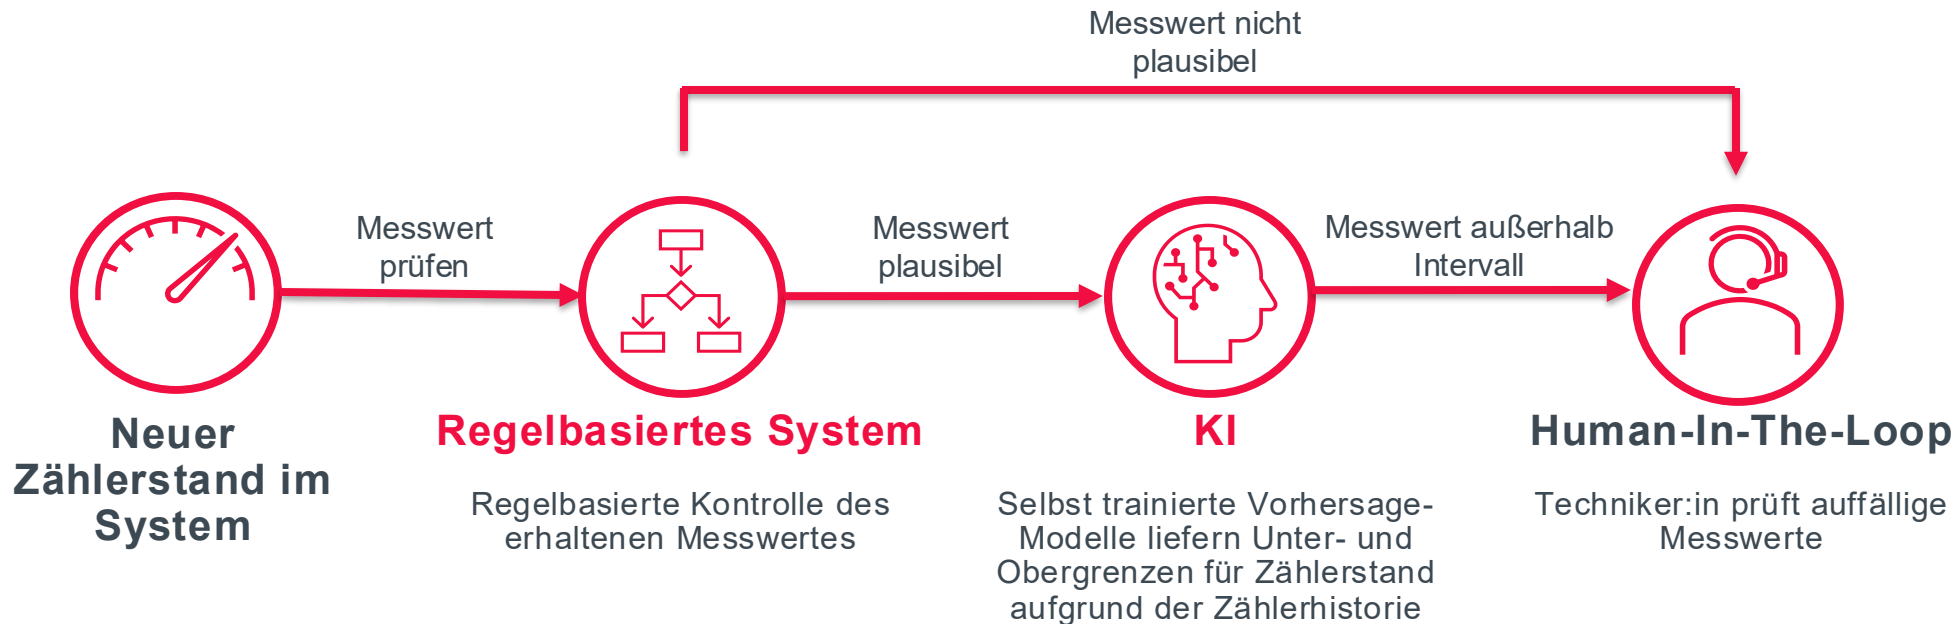 Messwert nicht
plausibel
Messwert
prüfen
Messwert
plausibel
Messwert außerhalb
Intervall
Neuer
Zählerstand im
System
Regelbasiertes System
Regelbasierte Kontrolle des
erhaltenen Messwertes
KI
Selbst trainierte Vorhersage-
Modelle liefern Unter- und
Obergrenzen für Zählerstand
aufgrund der Zählerhistorie
Human-In-The-Loop
Techniker:in prüft auffällige
Messwerte